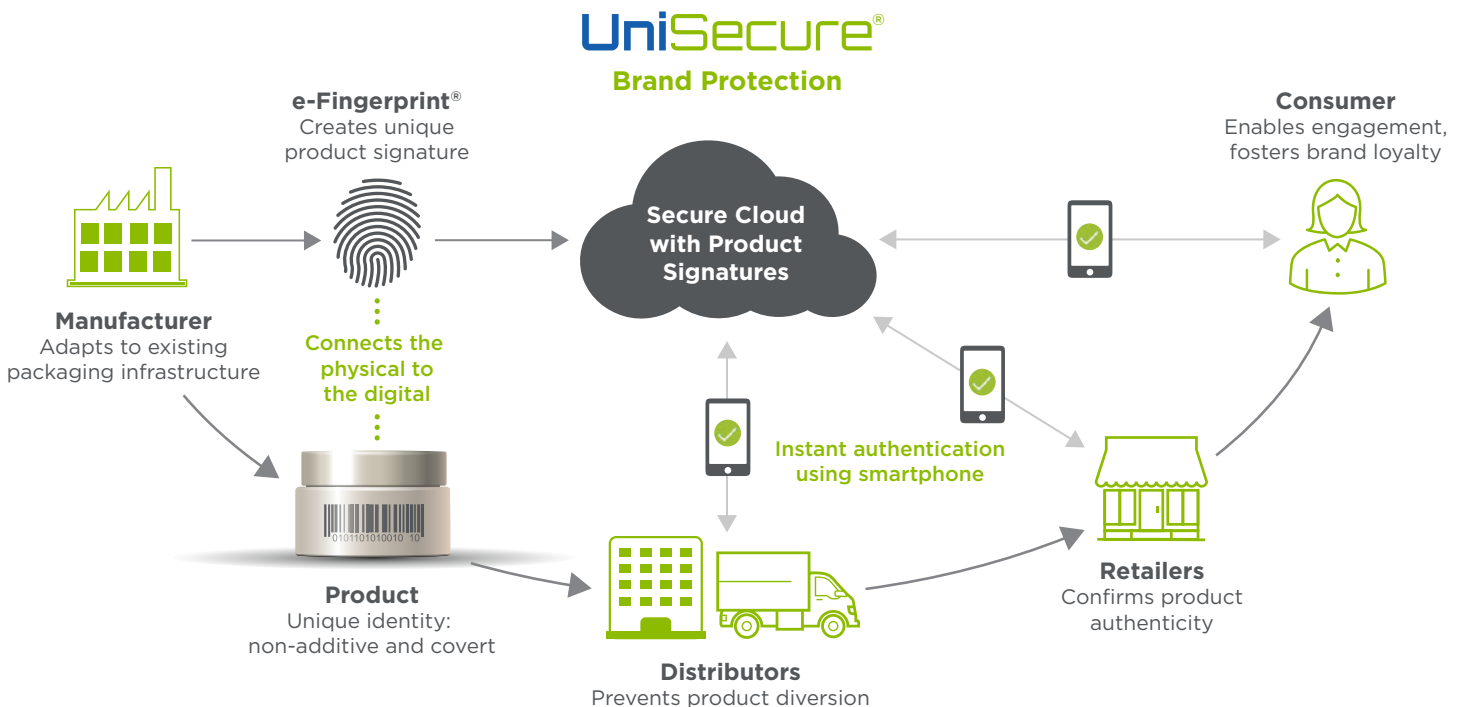 UniSecure®
Brand Protection
e-Fingerprint®
Creates unique
product signature
Consumer
Enables engagement,
fosters brand loyalty
Secure Cloud
with Product
Signatures
Manufacturer
Adapts to existing
packaging infrastructure
Connects the
physical to
the digital
Instant authentication
using smartphone
0101101010010 10
Product
Unique identity:
non-additive and covert
Retailers
Confirms product
authenticity
Distributors
Prevents product diversion